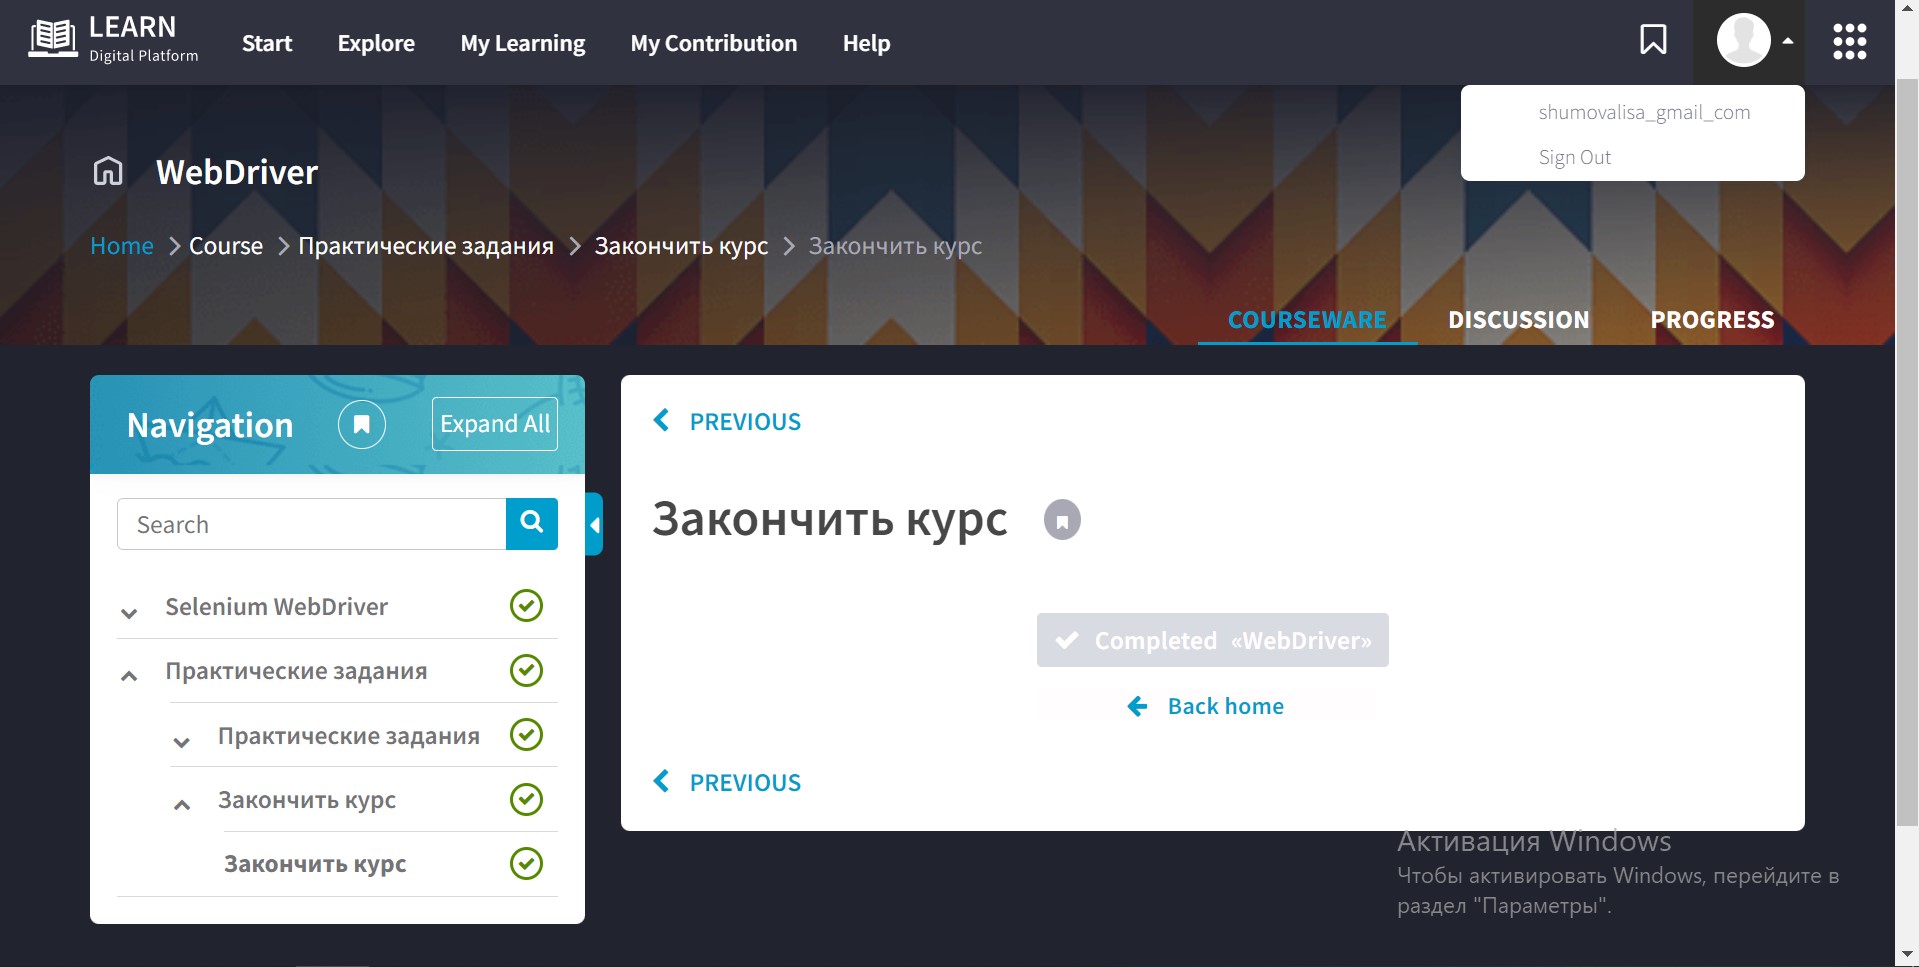 LEARN
Digital Platform
Start
Explore
My Learning
My Contribution
Help
shumovalisa_gmail_com
Sign Out
WebDriver
Home > Course > Практические задания > Закончить курс > Закончить курс
COURSEWARE
DISCUSSION
PROGRESS
Navigation
Expand All
Search
Selenium WebDriver
Практические задания
Практические задания
Закончить курс
Закончить курс
PREVIOUS
Закончить курс
Completed «WebDriver»
Back home
PREVIOUS
Активация Windows
Чтобы активировать Windows, перейдите в
раздел "Параметры".